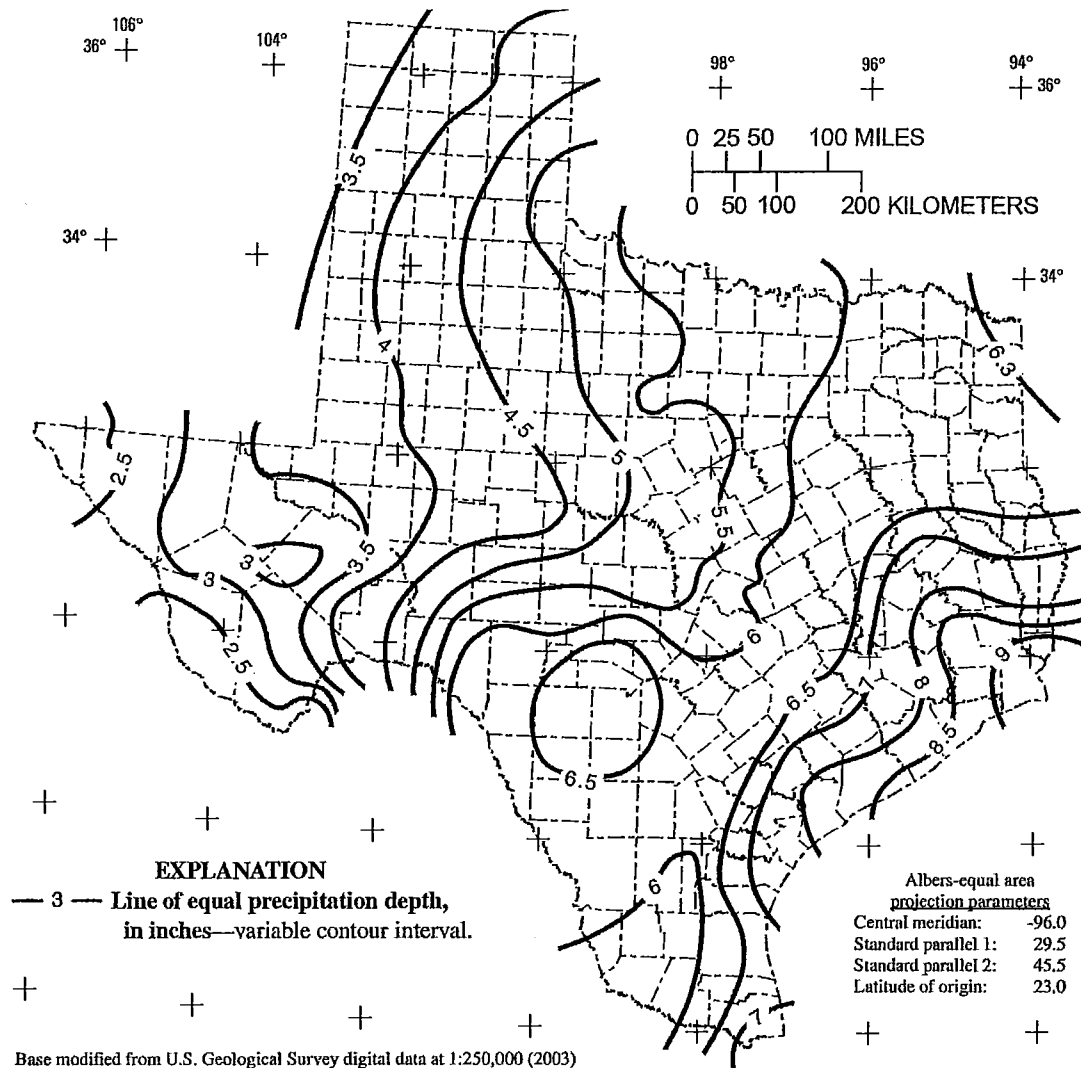 106°
36°
104°
98°
96°
94°
36°
0 25 50 100 MILES
0 50 100 200 KILOMETERS
3.5
34°
34°
4
6.3
4.5
5
2.5
5.5
3
3
3.5
2.5
6
9
6.5
7
8
8.5
6.5
6
7
EXPLANATION
3 Line of equal precipitation depth,
in inches—variable contour interval.
Albers-equal area
projection parameters
Central meridian: -96.0
Standard parallel 1: 29.5
Standard parallel 2: 45.5
Latitude of origin: 23.0
Base modified from U.S. Geological Survey digital data at 1:250,000 (2003)